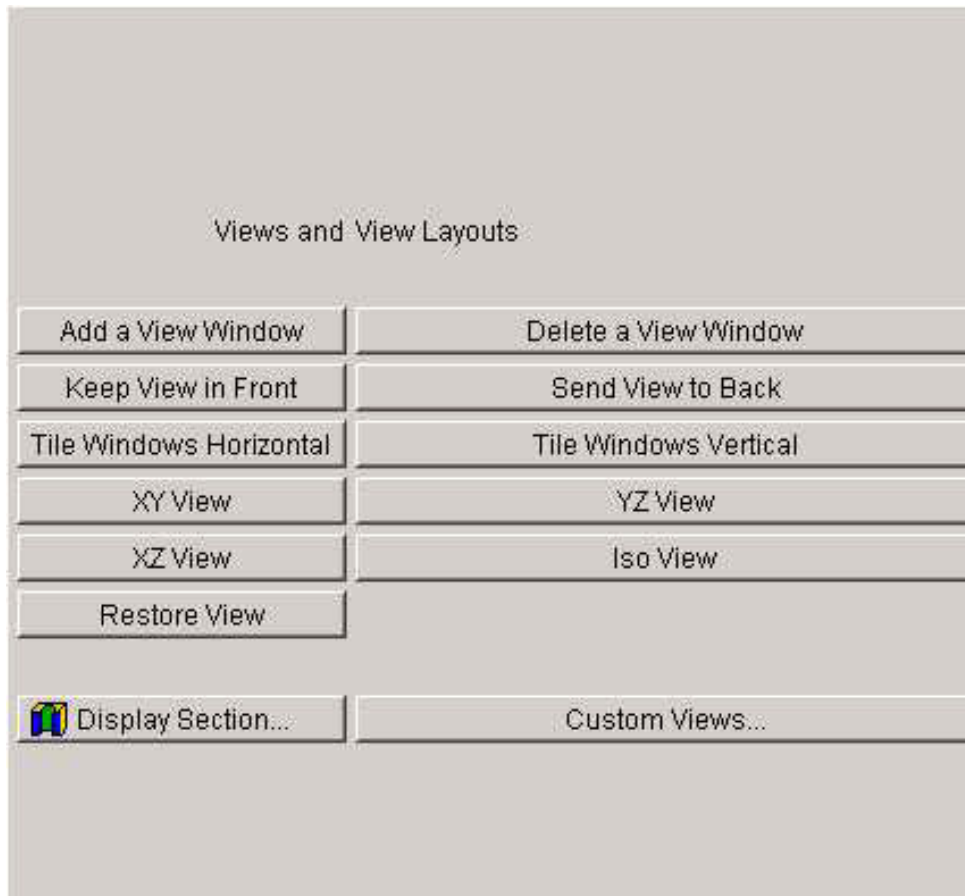 Views and View Layouts
Add a View Window
Delete a View Window
Keep View in Front
Send View to Back
Tile Windows Horizontal
Tile Windows Vertical
XY View
YZ View
XZ View
Iso View
Restore View
Display Section...
Custom Views...